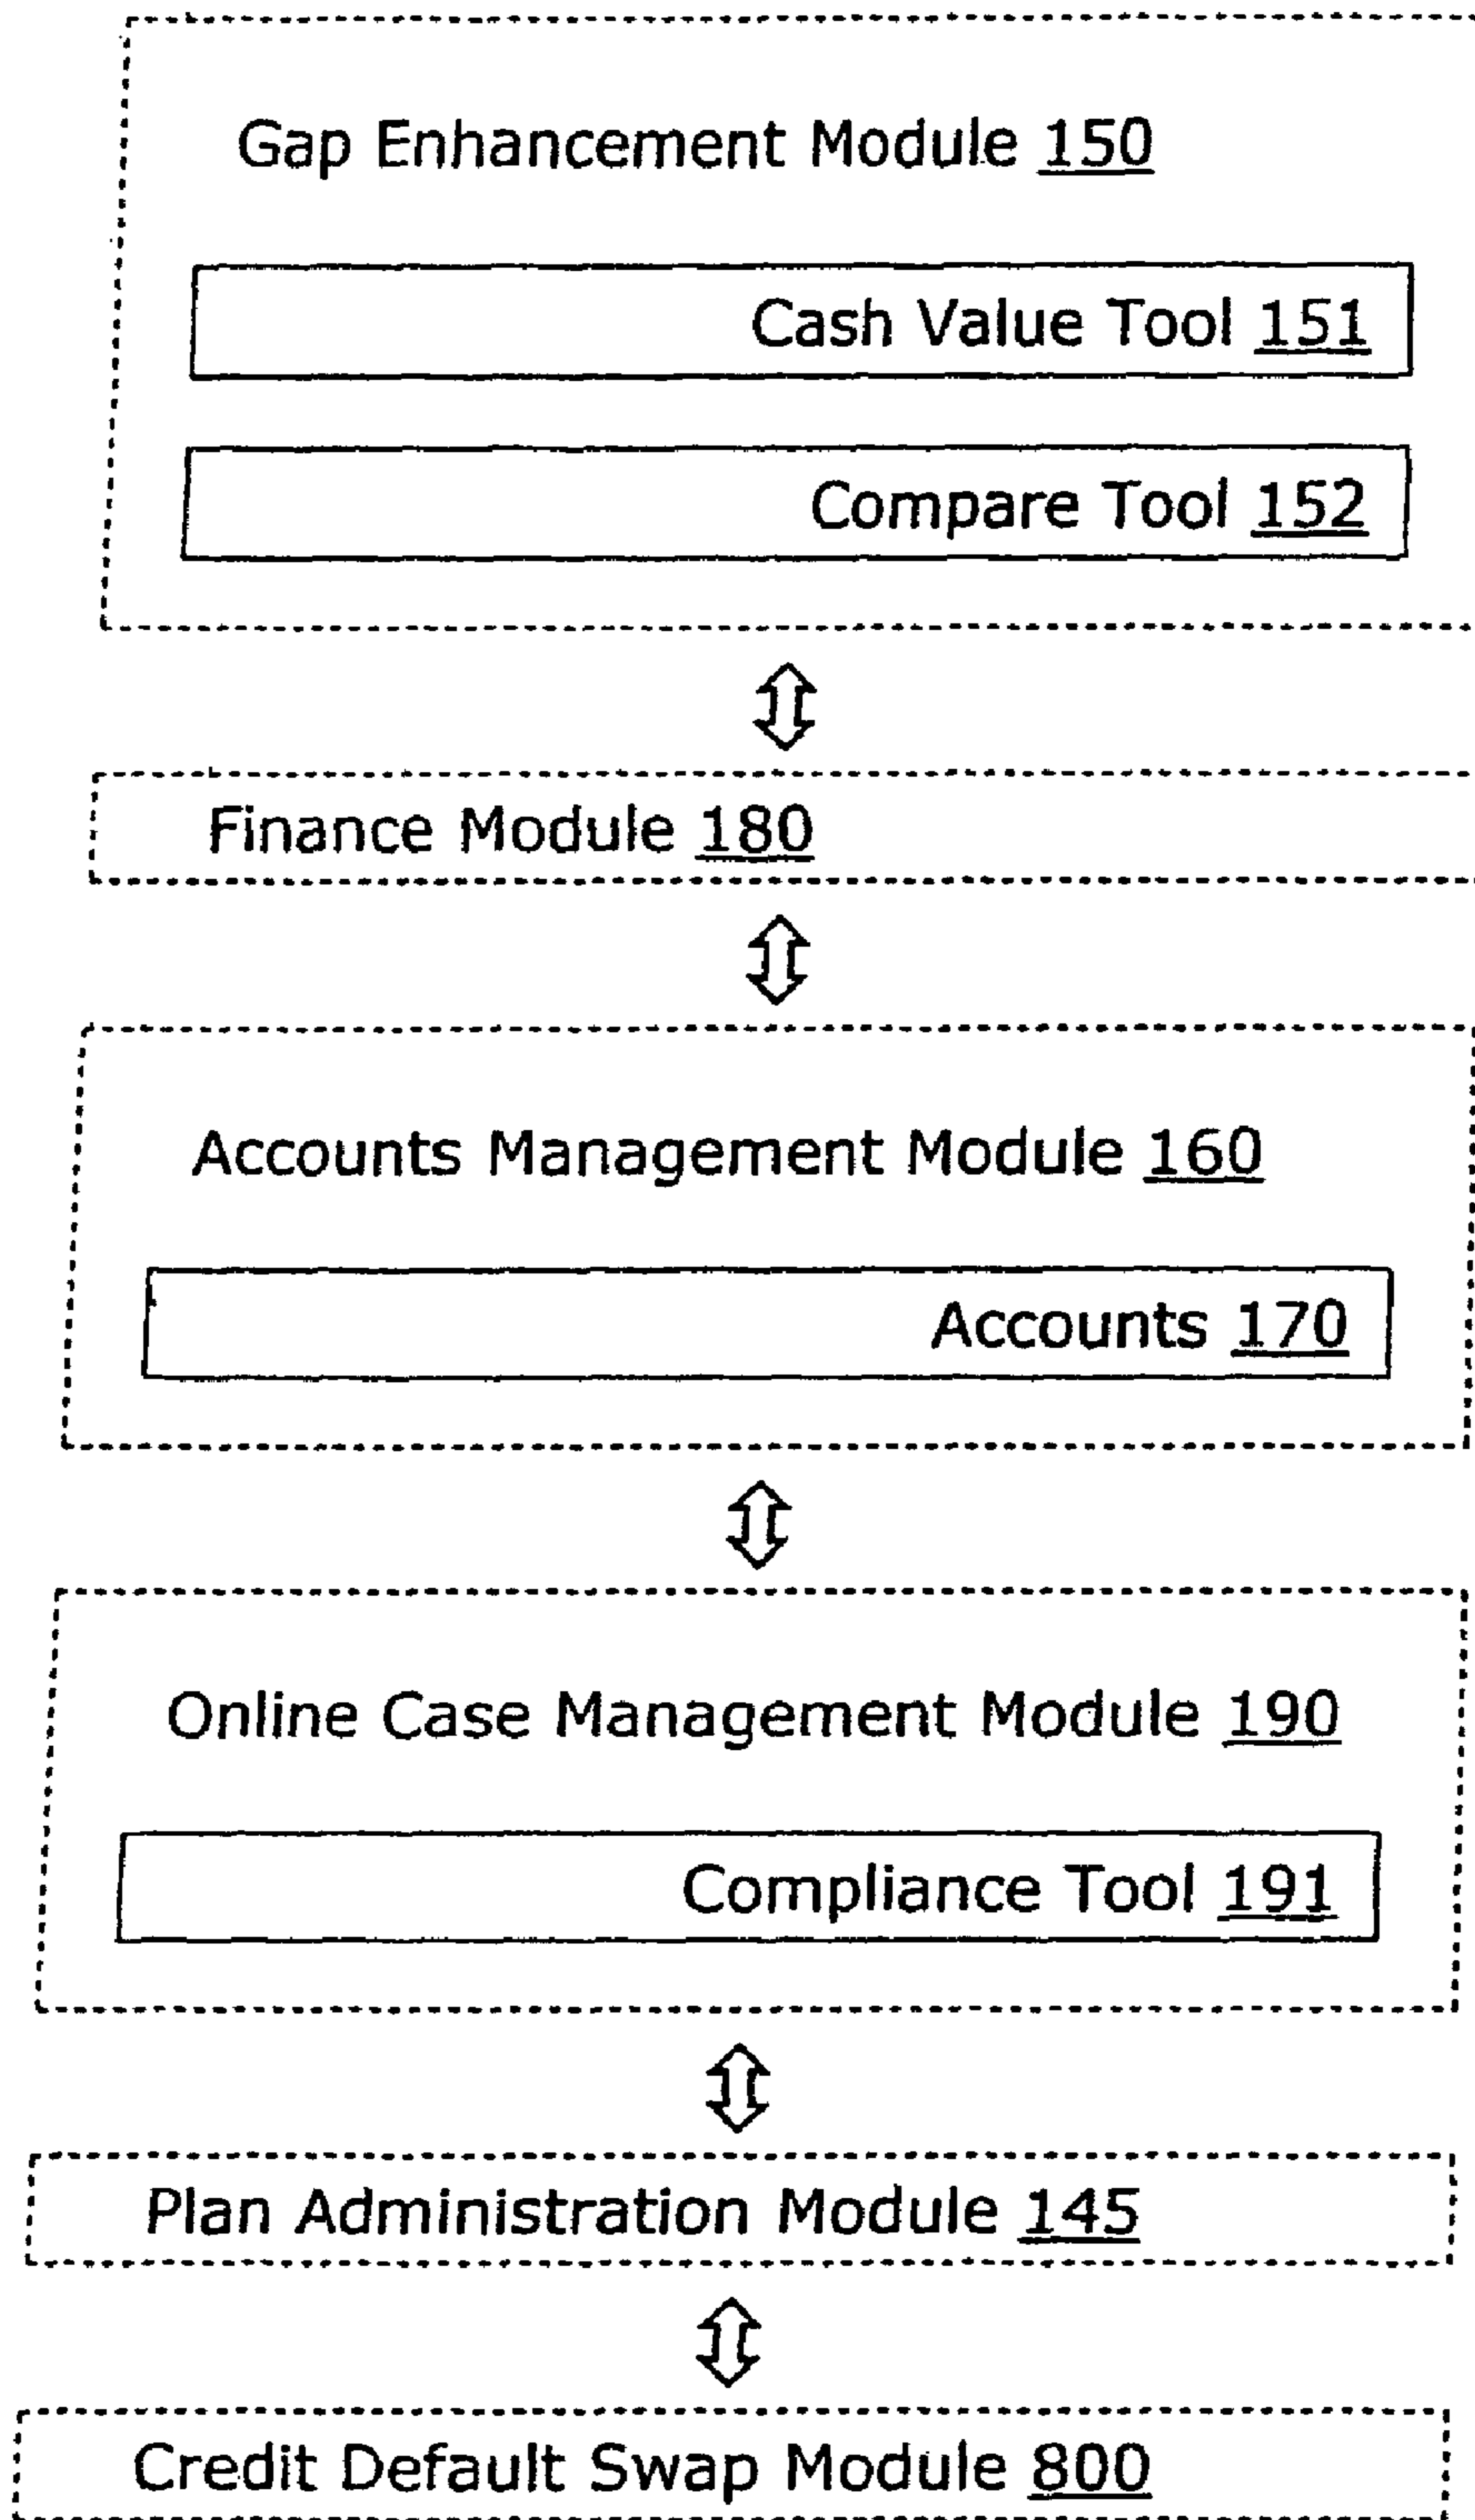 Gap Enhancement Module 150
Cash Value Tool 151
Compare Tool 152
Finance Module 180
Accounts Management Module 160
Accounts 170
Online Case Management Module 190
Compliance Tool 191
Plan Administration Module 145
Credit Default Swap Module 800